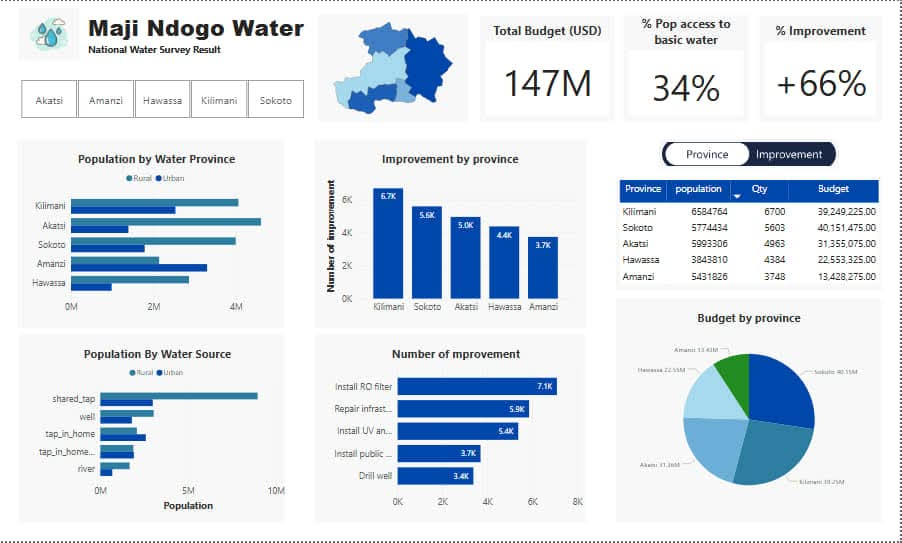 Maji Ndogo Water
National Water Survey Result
Akatsi
Amanzi
Hawassa
Kilimani
Sokoto
Total Budget (USD)
147M
% Pop access to
basic water
34%
% Improvement
+66%
Population by Water Province
Rural Urban
Kilimani
Akatsi
Sokoto
Amanzi
Hawassa
0M 2M 4M
Improvement by province
Number of improvement
6K
4K
2K
0K
6.7K
5.6K
5.0K
4.4K
3.7K
Kilimani Sokoto Akatsi Hawassa Amanzi
Province Improvement
Province population Qty Budget
Kilimani 6584764 6700 39,249,225.00
Sokoto 5774434 5603 40,151,475.00
Akatsi 5993306 4963 31,355,075.00
Hawassa 3843810 4384 22,553,325.00
Amanzi 5431826 3748 13,428,275.00
Population By Water Source
Rural Urban
shared_tap
well
tap_in_home
tap_in_home...
river
0M 5M 10M
Population
Number of mprovement
Install RO filter 7.1K
Repair infrast... 5.9K
Install UV an... 5.4K
Install public ... 3.7K
Drill well 3.4K
0K 2K 4K 6K 8K
Budget by province
Amanzi 13.43M
Hawassa 22.55M
Sokoto 40.15M
Akatsi 31.36M
Kilimani 39.25M